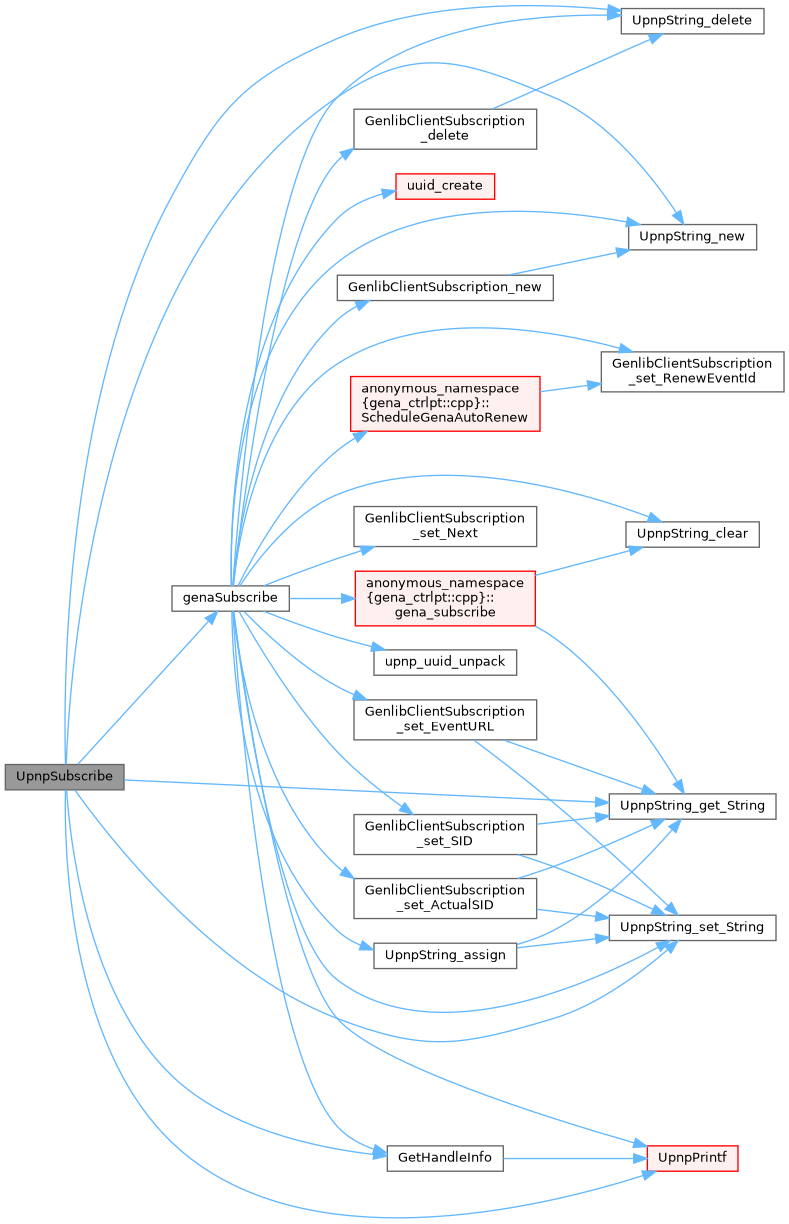 UpnpString_delete
GenlibClientSubscription
_delete
uuid_create
UpnpString_new
GenlibClientSubscription_new
GenlibClientSubscription
_set_RenewEventId
anonymous_namespace
{gena_ctrlpt::cpp}::
ScheduleGenaAutoRenew
GenlibClientSubscription
_set_Next
UpnpString_clear
genaSubscribe
anonymous_namespace
{gena_ctrlpt::cpp}::
gena_subscribe
upnp_uuid_unpack
GenlibClientSubscription
_set_EventURL
UpnpSubscribe
UpnpString_get_String
GenlibClientSubscription
_set_SID
GenlibClientSubscription
_set_ActualSID
UpnpString_set_String
UpnpString_assign
GetHandleInfo
UpnpPrintf